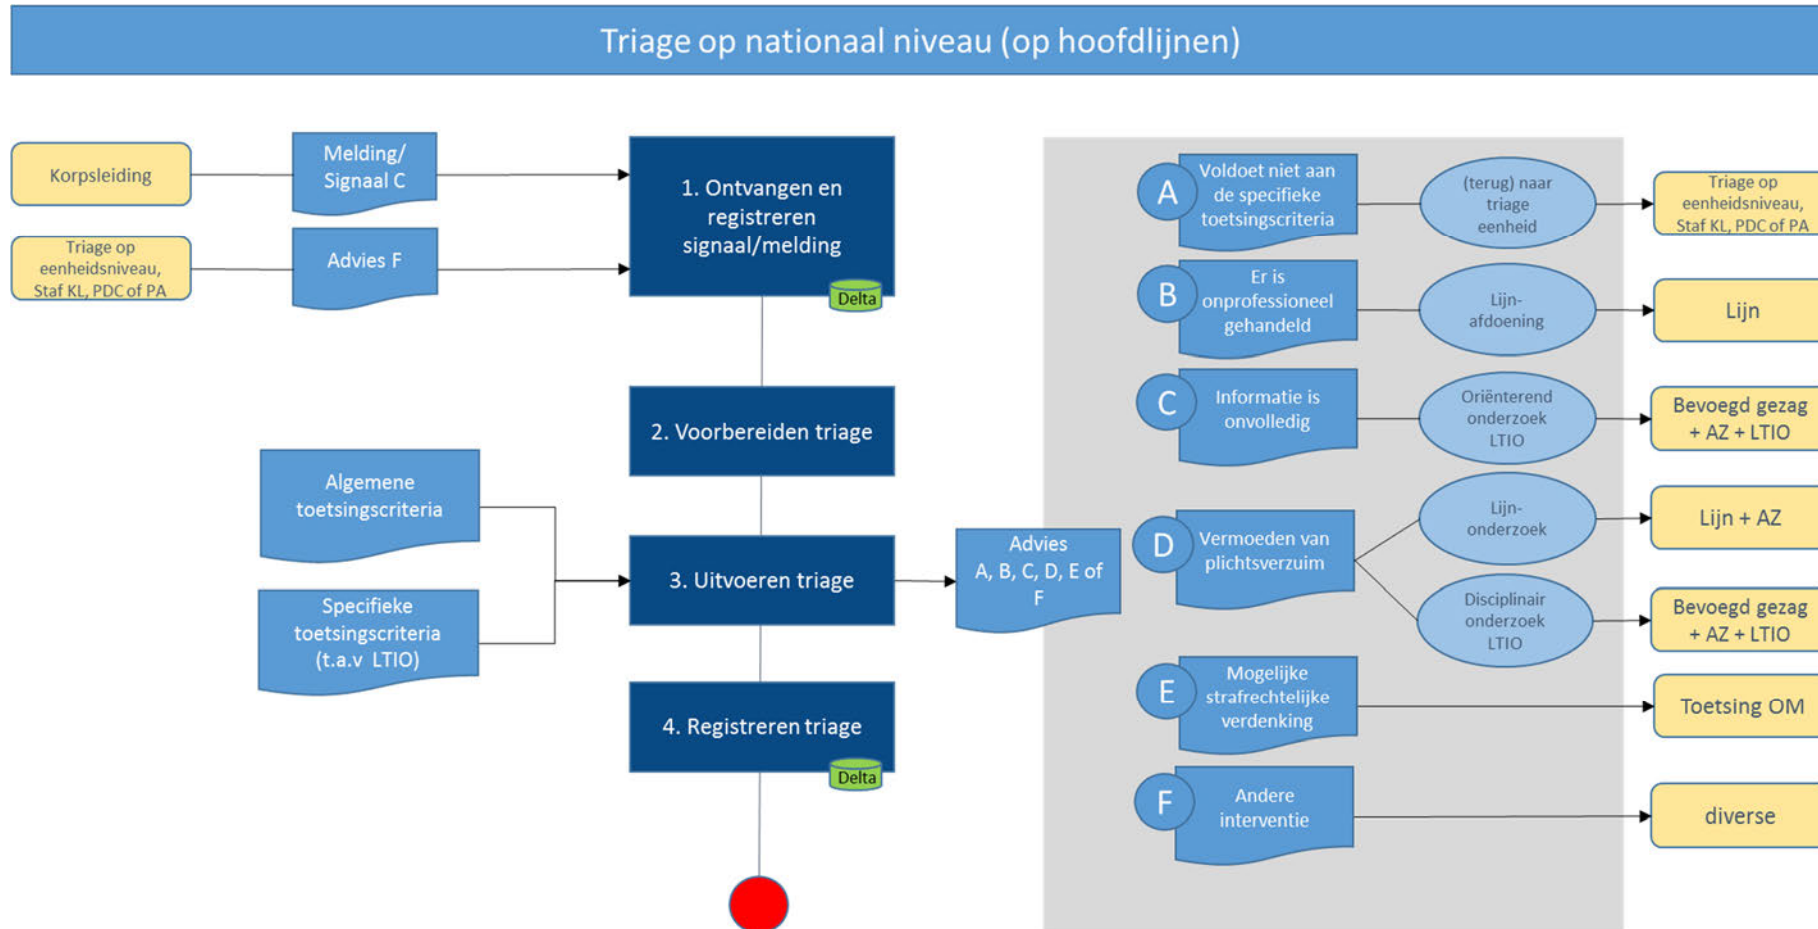 Triage op nationaal niveau (op hoofdlijnen)
Korpsleiding
Melding/
Signaal C
Triage op
eenheidsniveau,
Staf KL, PDC of PA
Advies F
1. Ontvangen en
registreren
signaal/melding
Delta
2. Voorbereiden triage
Algemene
toetsingscriteria
Specifieke
toetsingscriteria
(t.a.v LTIO)
3. Uitvoeren triage
Advies
A, B, C, D, E of
F
4. Registreren triage
Delta
A
Voldoet niet aan
de specifieke
toetsingscriteria
(terug) naar
triage
eenheid
Triage op
eenheidsniveau,
Staf KL, PDC of PA
B
Er is
onprofessioneel
gehandeld
Lijn-
afdoening
Lijn
C
Informatie is
onvolledig
Oriënterend
onderzoek
LTIO
Bevoegd gezag
+ AZ + LTIO
D
Vermoeden van
plichtsverzuim
Lijn-
onderzoek
Lijn + AZ
Disciplinair
onderzoek
LTIO
Bevoegd gezag
+ AZ + LTIO
E
Mogelijke
strafrechtelijke
verdenking
Toetsing OM
F
Andere
interventie
diverse